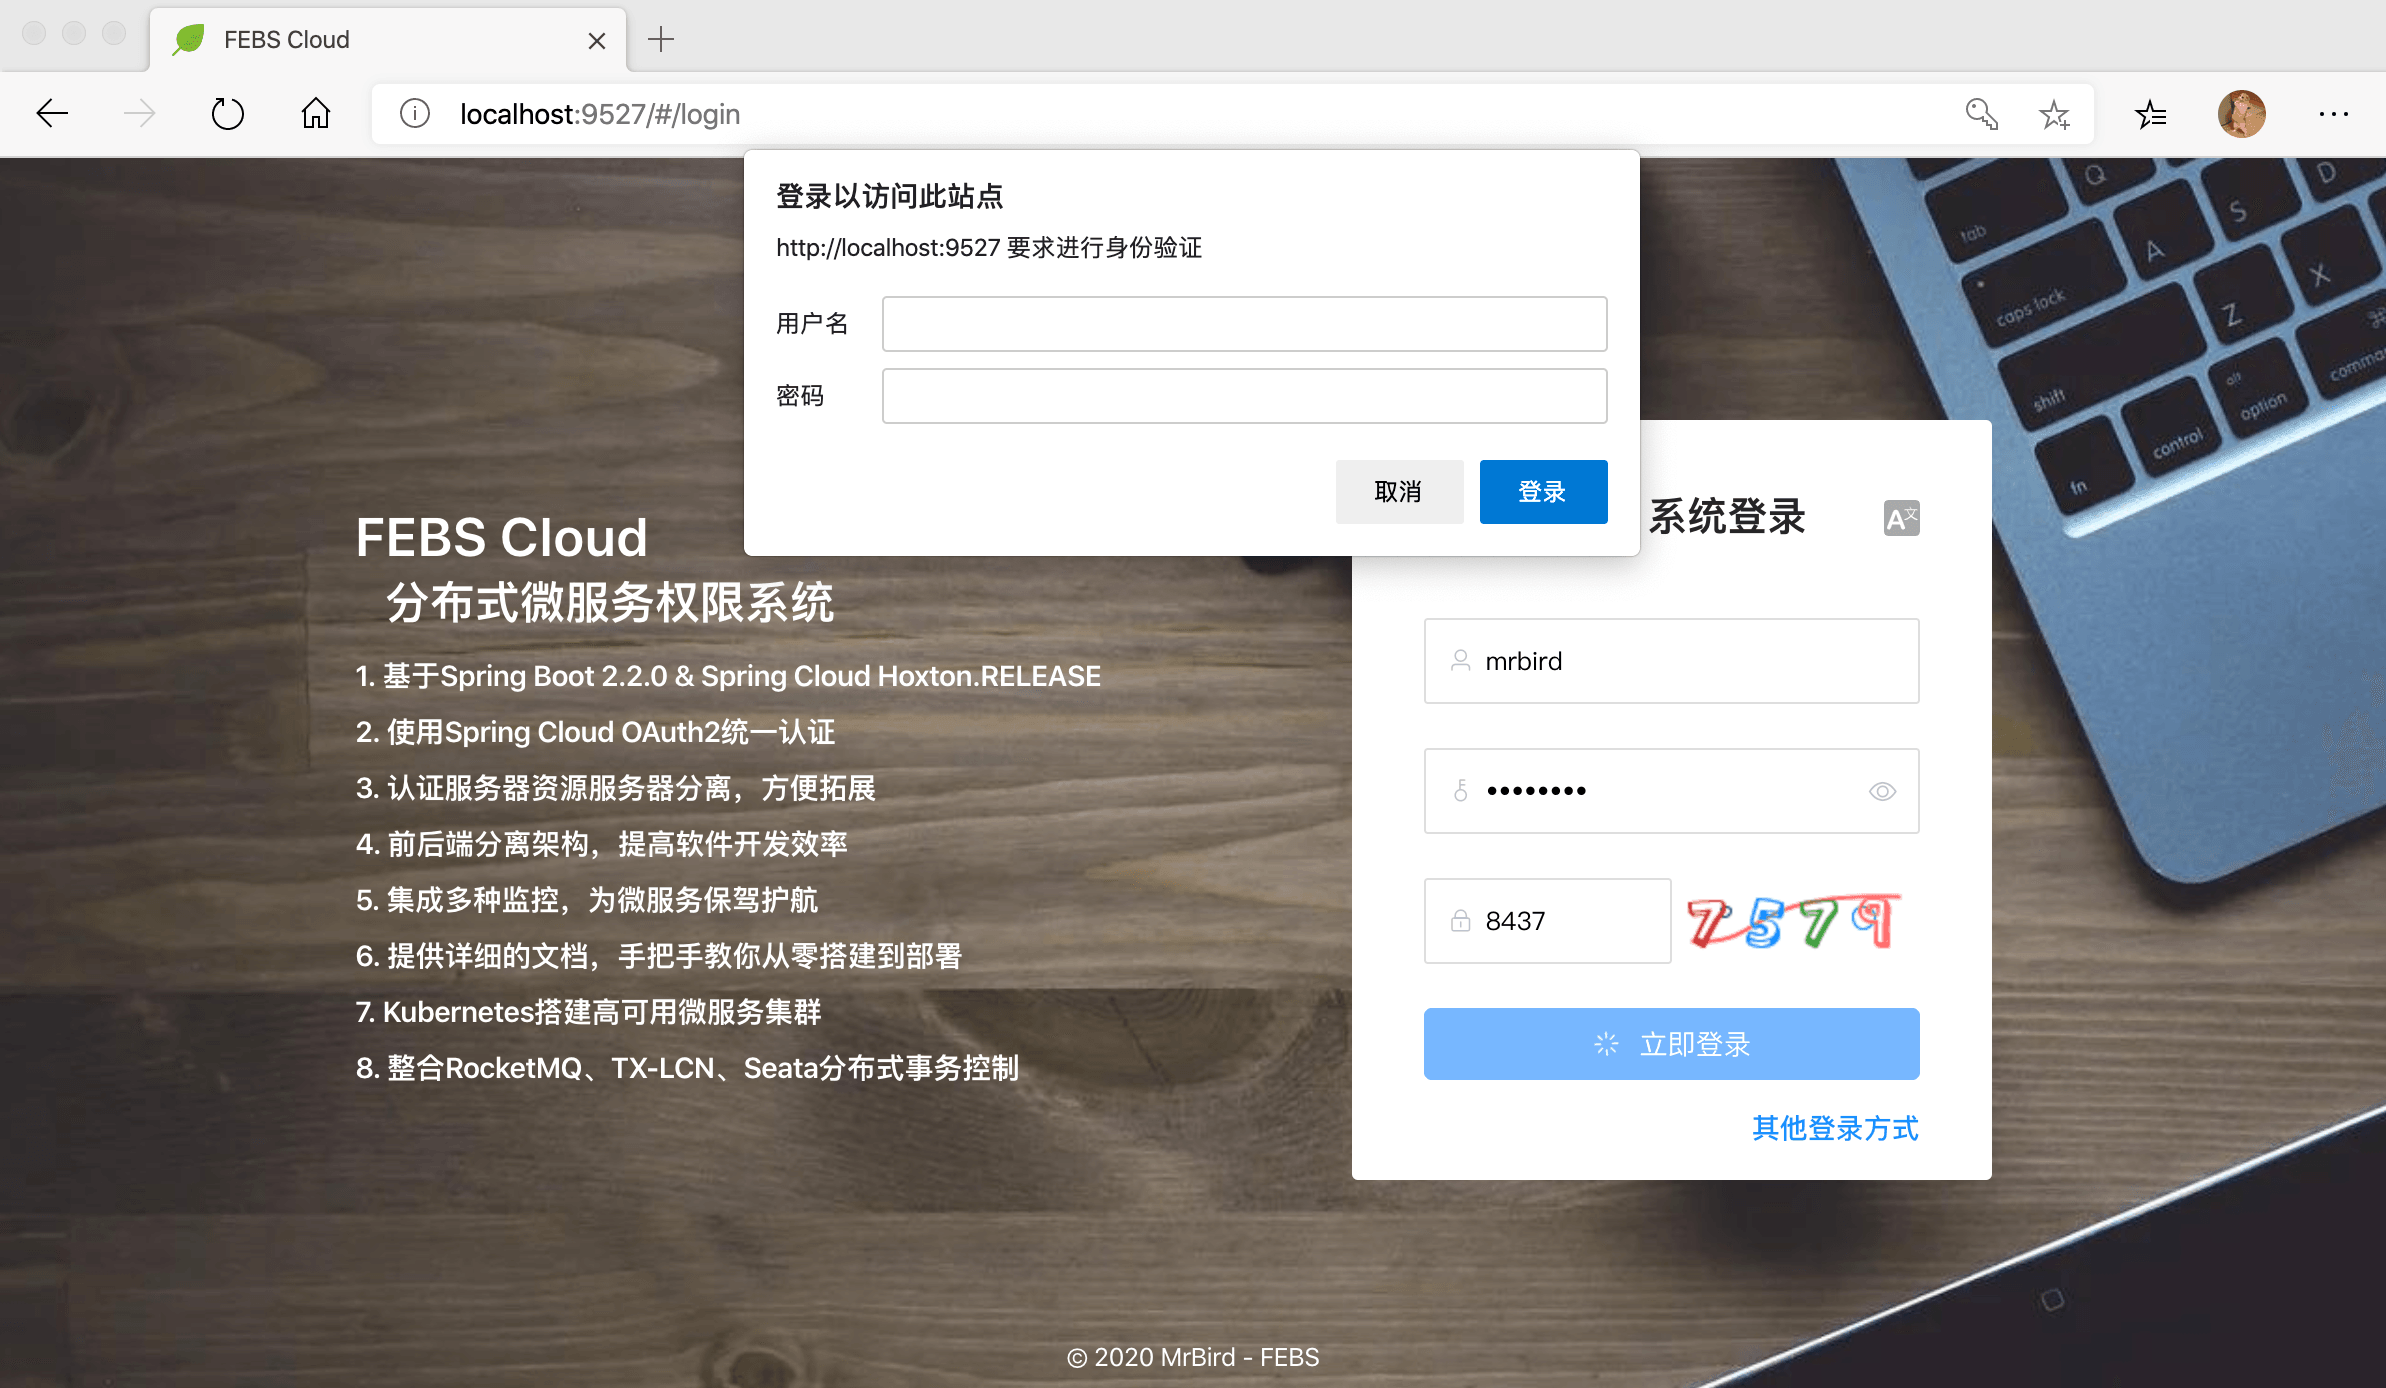 FEBS Cloud
localhost:9527/#/login
登录以访问此站点
http://localhost:9527 要求进行身份验证
用户名
密码
取消 登录
FEBS Cloud
分布式微服务权限系统
1. 基于Spring Boot 2.2.0 & Spring Cloud Hoxton.RELEASE
2. 使用Spring Cloud OAuth2统一认证
3. 认证服务器资源服务器分离，方便拓展
4. 前后端分离架构，提高软件开发效率
5. 集成多种监控，为微服务保驾护航
6. 提供详细的文档，手把手教你从零搭建到部署
7. Kubernetes搭建高可用微服务集群
8. 整合RocketMQ、TX-LCN、Seata分布式事务控制
系统登录
A文
mrbird
8437
7579
立即登录
其他登录方式
Q
D
tab
A
S
caps lock
Z
X
shift
fn
control
alt
option
© 2020 MrBird - FEBS